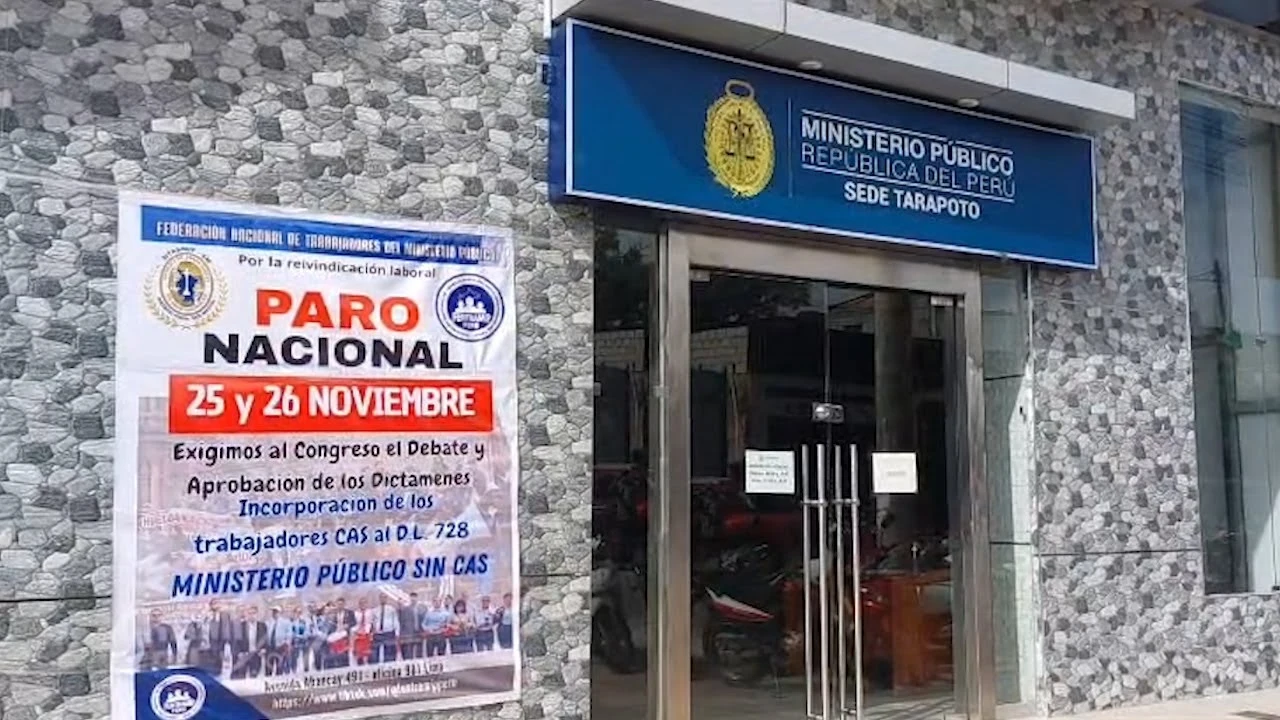 FEDERACIÓN NACIONAL DE TRABAJADORES DEL MINISTERIO PÚBLICO
Por la reivindicación laboral
PARO
NACIONAL
25 y 26 NOVIEMBRE
Exigimos al Congreso el Debate y
Aprobacion de los Dictamenes
Incorporacion de los
trabajadores CAS al D.L. 728
MINISTERIO PÚBLICO SIN CAS
MINISTERIO PÚBLICO
REPÚBLICA DEL PERÚ
SEDE TARAPOTO